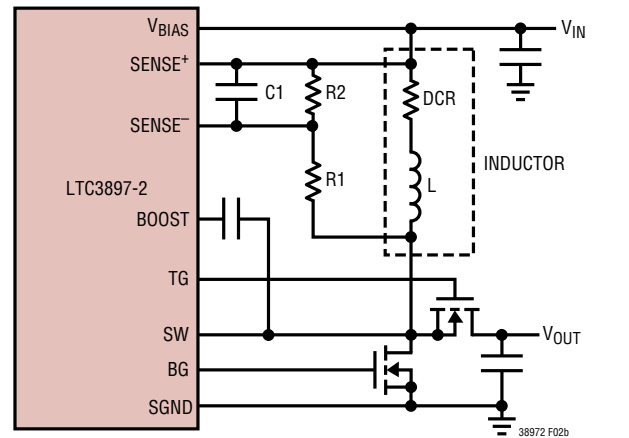 V_BIAS
V_IN
SENSE⁺
C1
R2
DCR
SENSE⁻
INDUCTOR
LTC3897-2
R1
L
BOOST
TG
SW
V_OUT
BG
SGND
38972 F02b